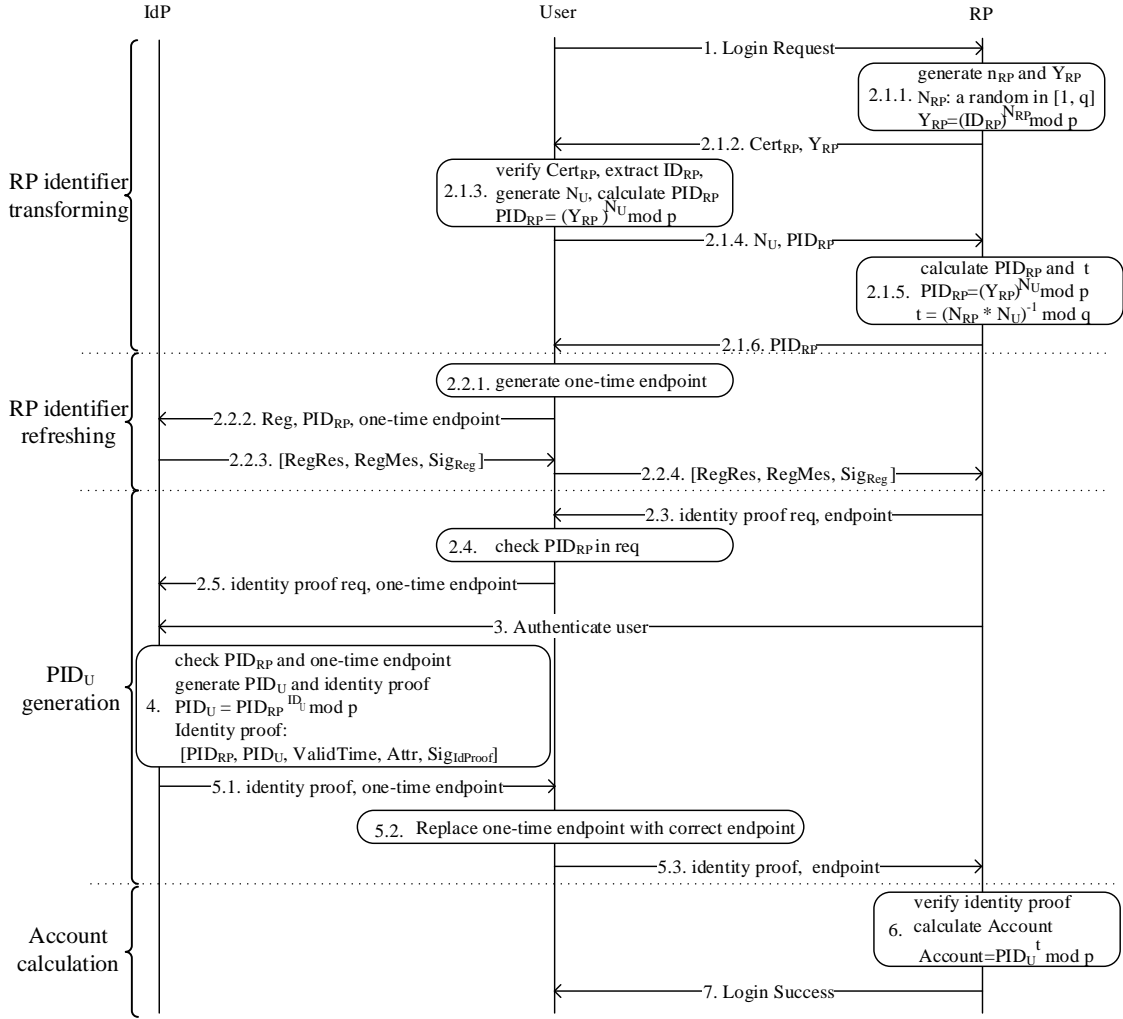 IdP User RP
1. Login Request
generate nRP and YRP
2.1.1. NRP: a random in [1, q]
YRP=(IDRP)^NRP mod p
2.1.2. CertRP, YRP
verify CertRP, extract IDRP,
2.1.3. generate NU, calculate PIDRP
PIDRP= (YRP )^NU mod p
RP identifier
transforming
2.1.4. NU, PIDRP
calculate PIDRP and t
2.1.5. PIDRP=(YRP)^NU mod p
t = (NRP * NU)^-1 mod q
2.1.6. PIDRP
2.2.1. generate one-time endpoint
RP identifier
refreshing
2.2.2. Reg, PIDRP, one-time endpoint
2.2.3. [RegRes, RegMes, SigReg]
2.2.4. [RegRes, RegMes, SigReg]
2.3. identity proof req, endpoint
2.4. check PIDRP in req
2.5. identity proof req, one-time endpoint
3. Authenticate user
PIDU
generation
check PIDRP and one-time endpoint
generate PIDU and identity proof
4. PIDU = PIDRP^IDU mod p
Identity proof:
[PIDRP, PIDU, ValidTime, Attr, SigIdProof]
5.1. identity proof, one-time endpoint
5.2. Replace one-time endpoint with correct endpoint
5.3. identity proof, endpoint
Account
calculation
verify identity proof
6. calculate Account
Account=PIDU^t mod p
7. Login Success